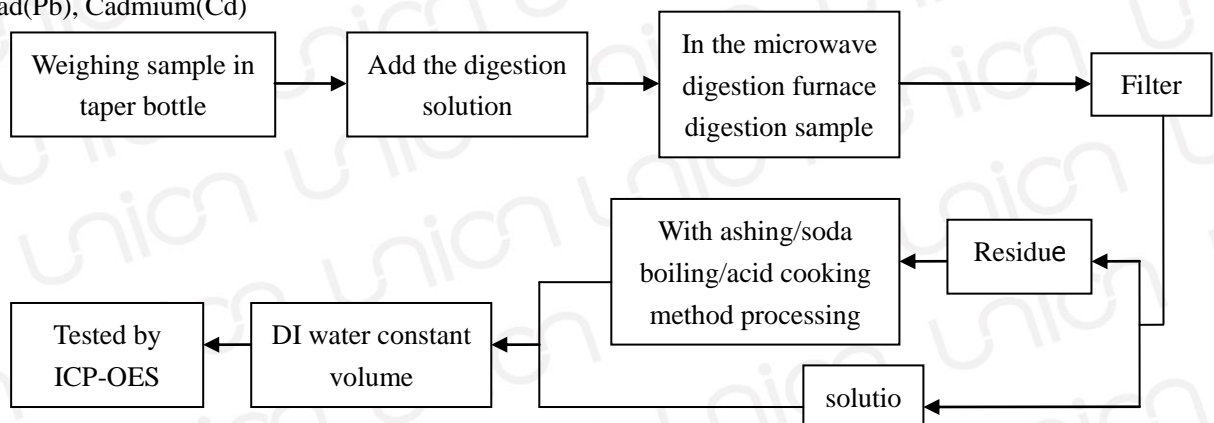 ad(Pb), Cadmium(Cd)
Weighing sample in
taper bottle
Add the digestion
solution
In the microwave
digestion furnace
digestion sample
Filter
With ashing/soda
boiling/acid cooking
method processing
Residue
Tested by
ICP-OES
DI water constant
volume
solutio
unicn